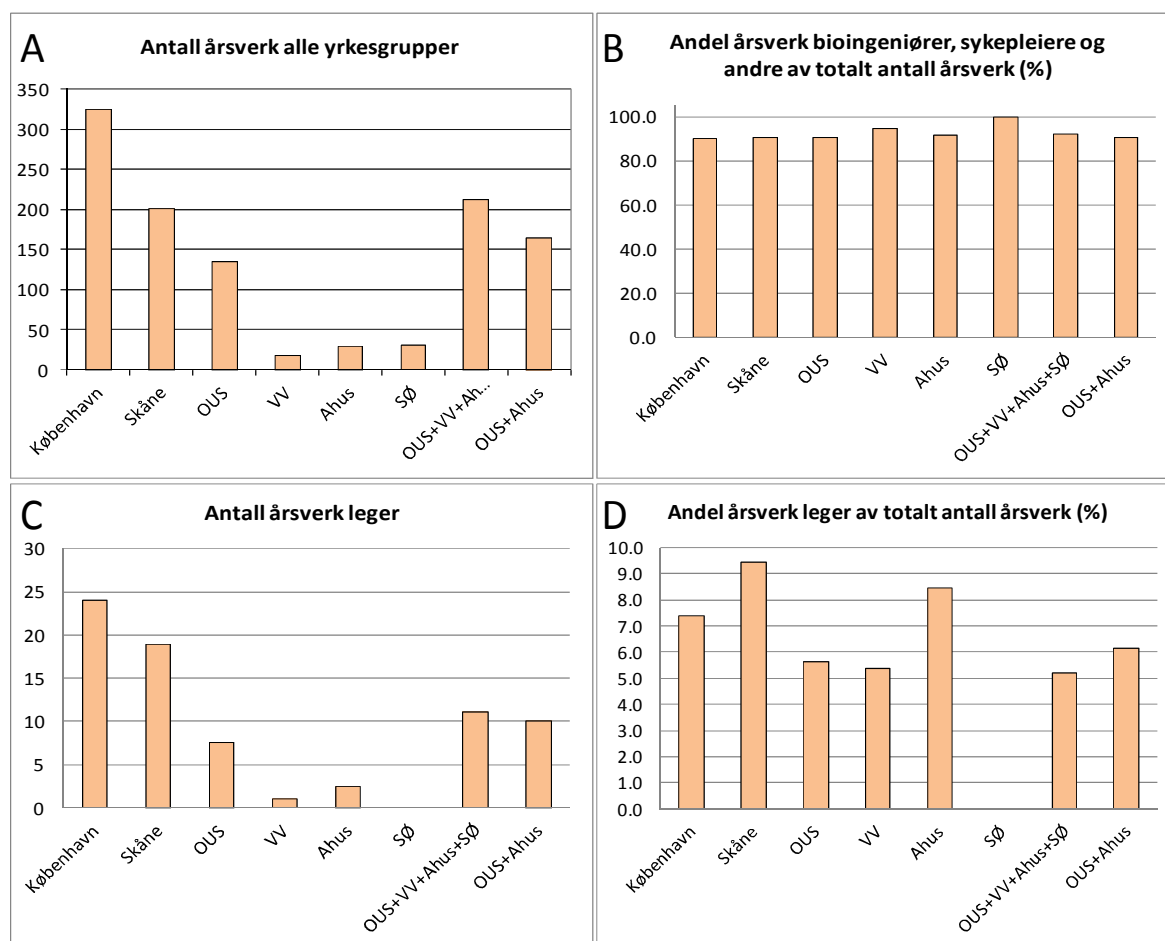 A
Antall årsverk alle yrkesgrupper
350
300
250
200
150
100
50
0
København
Skåne
OUS
VV
Ahus
SØ
OUS+VV+Ah...
OUS+Ahus
B
Andel årsverk bioingeniører, sykepleiere og
andre av totalt antall årsverk (%)
100.0
80.0
60.0
40.0
20.0
0.0
København
Skåne
OUS
VV
Ahus
SØ
OUS+VV+Ahus+SØ
OUS+Ahus
C
Antall årsverk leger
30
25
20
15
10
5
0
København
Skåne
OUS
VV
Ahus
SØ
OUS+VV+Ahus+SØ
OUS+Ahus
D
Andel årsverk leger av totalt antall årsverk (%)
10.0
9.0
8.0
7.0
6.0
5.0
4.0
3.0
2.0
1.0
0.0
København
Skåne
OUS
VV
Ahus
SØ
OUS+VV+Ahus+SØ
OUS+Ahus